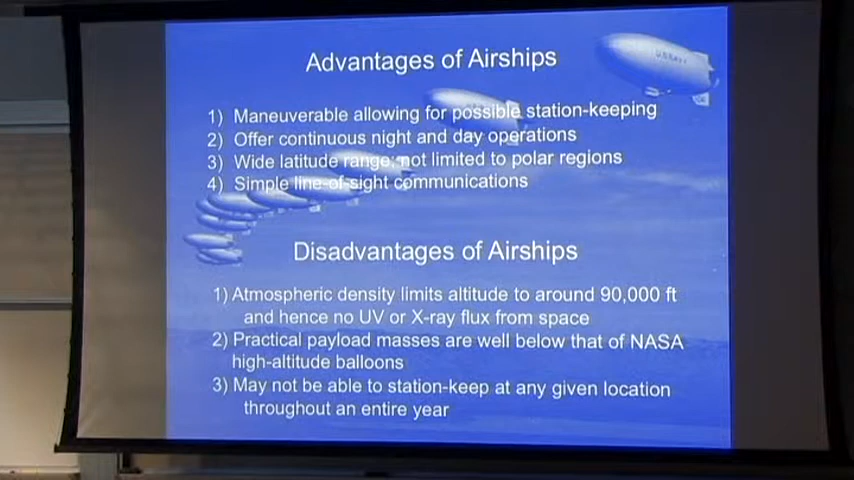 Advantages of Airships
U.S. NAVY
1) Maneuverable allowing for possible station-keeping
2) Offer continuous night and day operations
3) Wide latitude range; not limited to polar regions
4) Simple line-of-sight communications
Disadvantages of Airships
1) Atmospheric density limits altitude to around 90,000 ft
and hence no UV or X-ray flux from space
2) Practical payload masses are well below that of NASA
high-altitude balloons
3) May not be able to station-keep at any given location
throughout an entire year